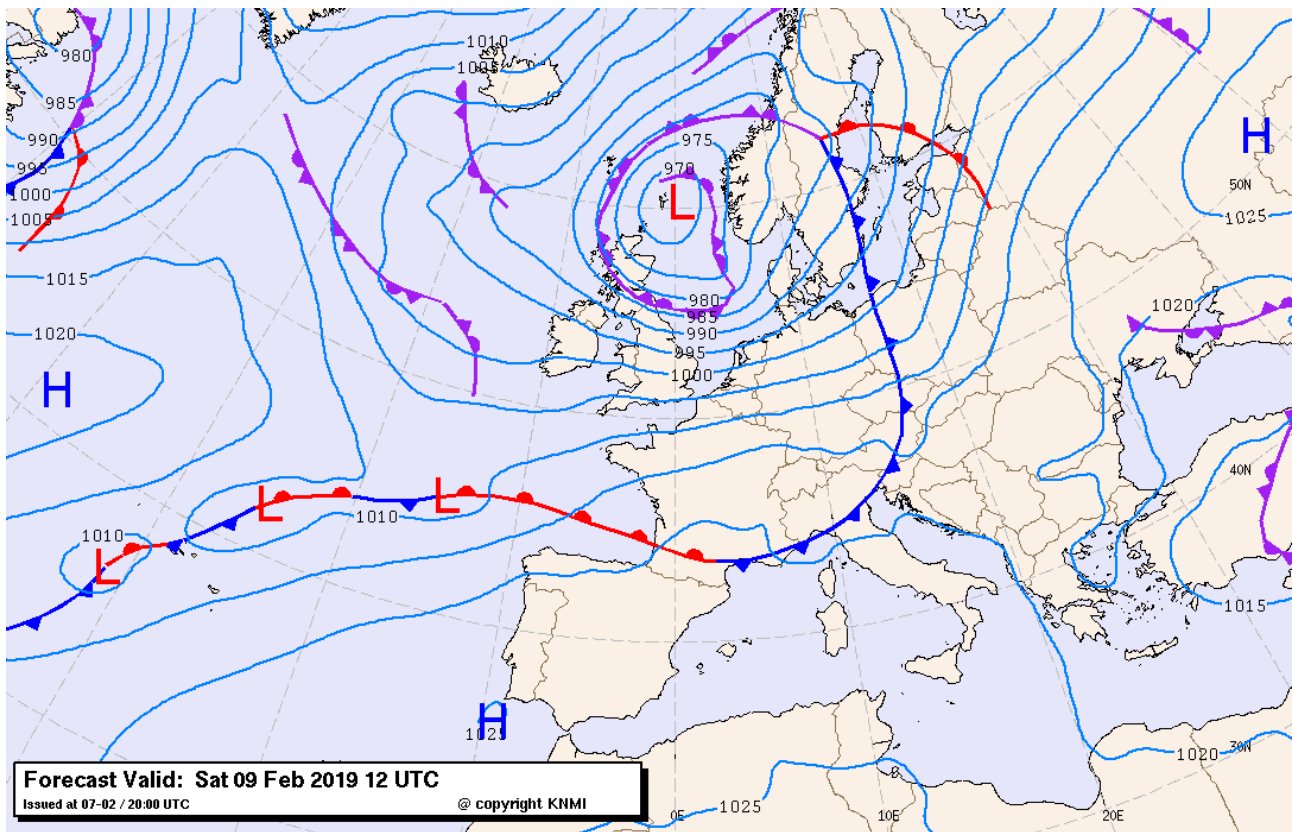 1010
1005
980
985
990
995
1000
1005
975
970
L
H
50N
1025
1015
1020
980
985
990
995
1000
1020
H
40N
L
L
1010
1010
L
1015
H
1025
1020
30N
Forecast Valid: Sat 09 Feb 2019 12 UTC
Issued at 07-02 / 20:00 UTC
@ copyright KNMI
0E
1025
10E
20E